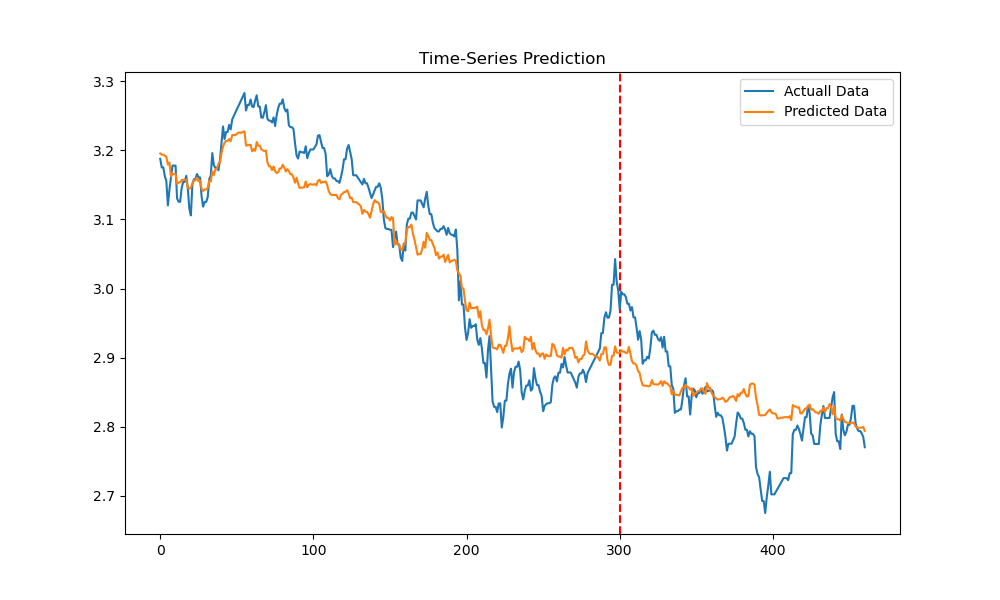 Time-Series Prediction
Actuall Data
Predicted Data
3.3
3.2
3.1
3.0
2.9
2.8
2.7
0 100 200 300 400